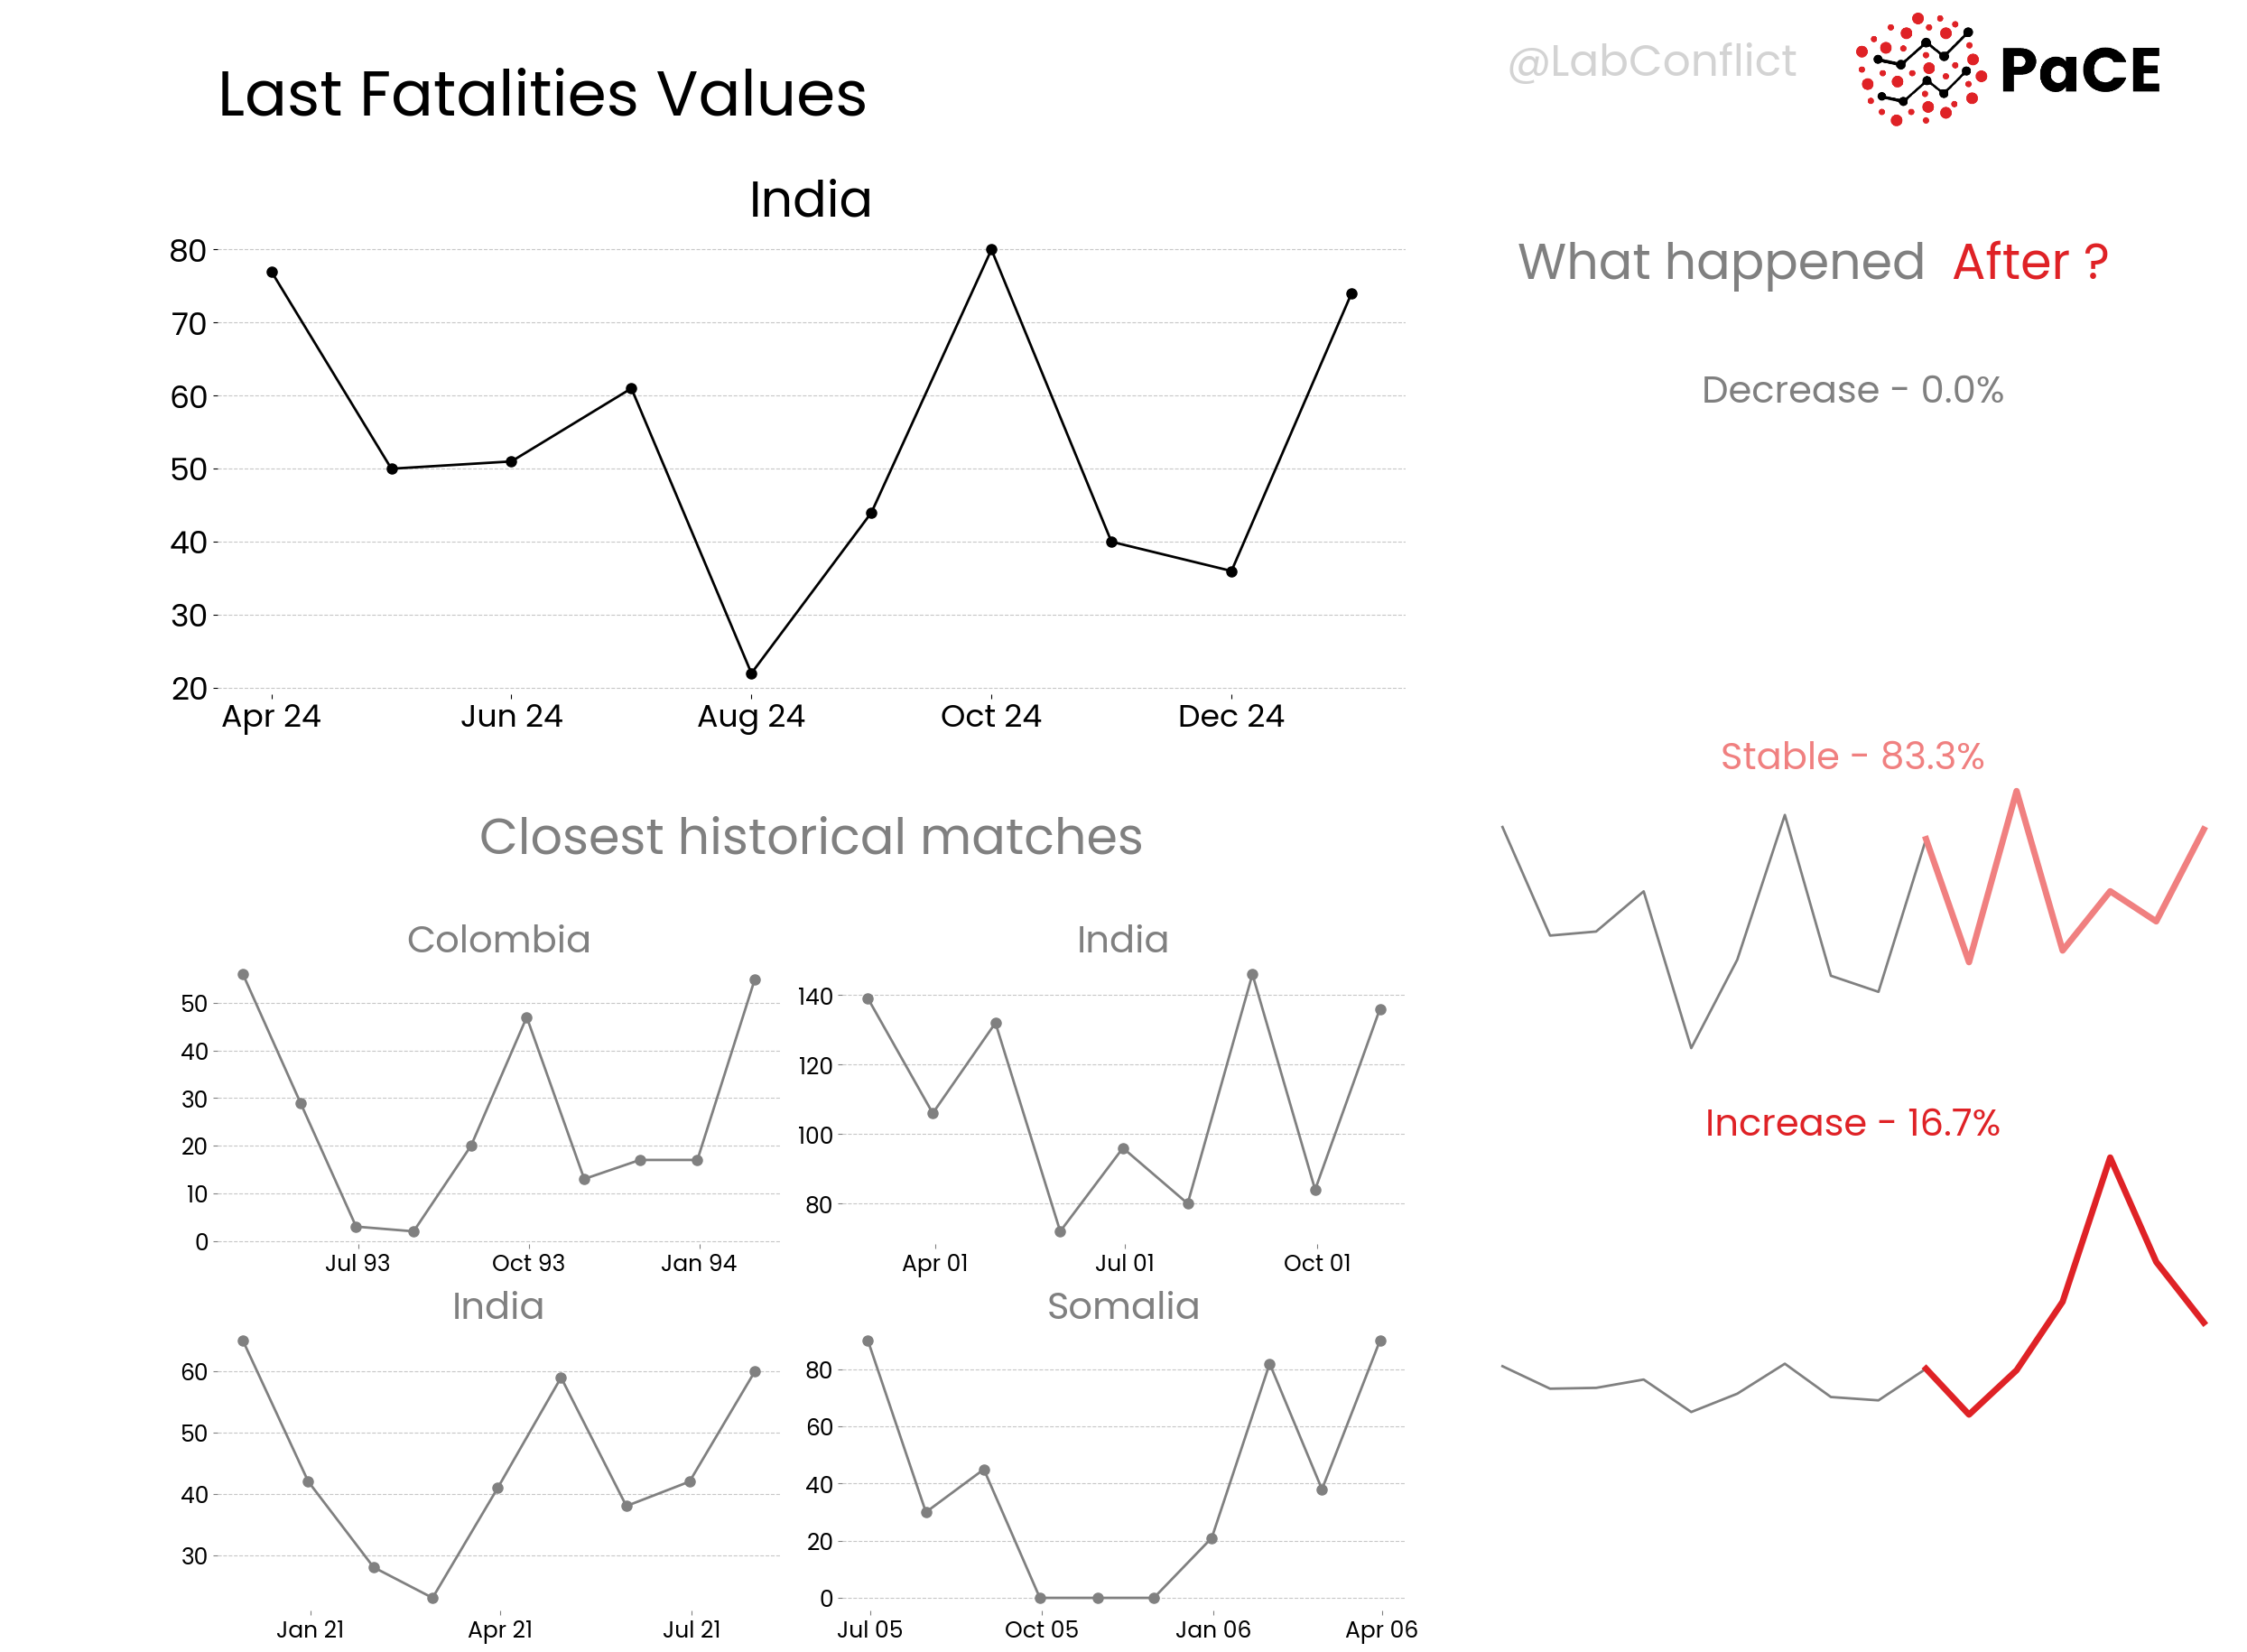 @LabConflict
PaCE
Last Fatalities Values
India
80
70
60
50
40
30
20
Apr 24 Jun 24 Aug 24 Oct 24 Dec 24
What happened After ?
Decrease - 0.0%
Stable - 83.3%
Increase - 16.7%
Closest historical matches
Colombia
50
40
30
20
10
0
Jul 93 Oct 93 Jan 94
India
140
120
100
80
Apr 01 Jul 01 Oct 01
India
60
50
40
30
Jan 21 Apr 21 Jul 21
Somalia
80
60
40
20
0
Jul 05 Oct 05 Jan 06 Apr 06